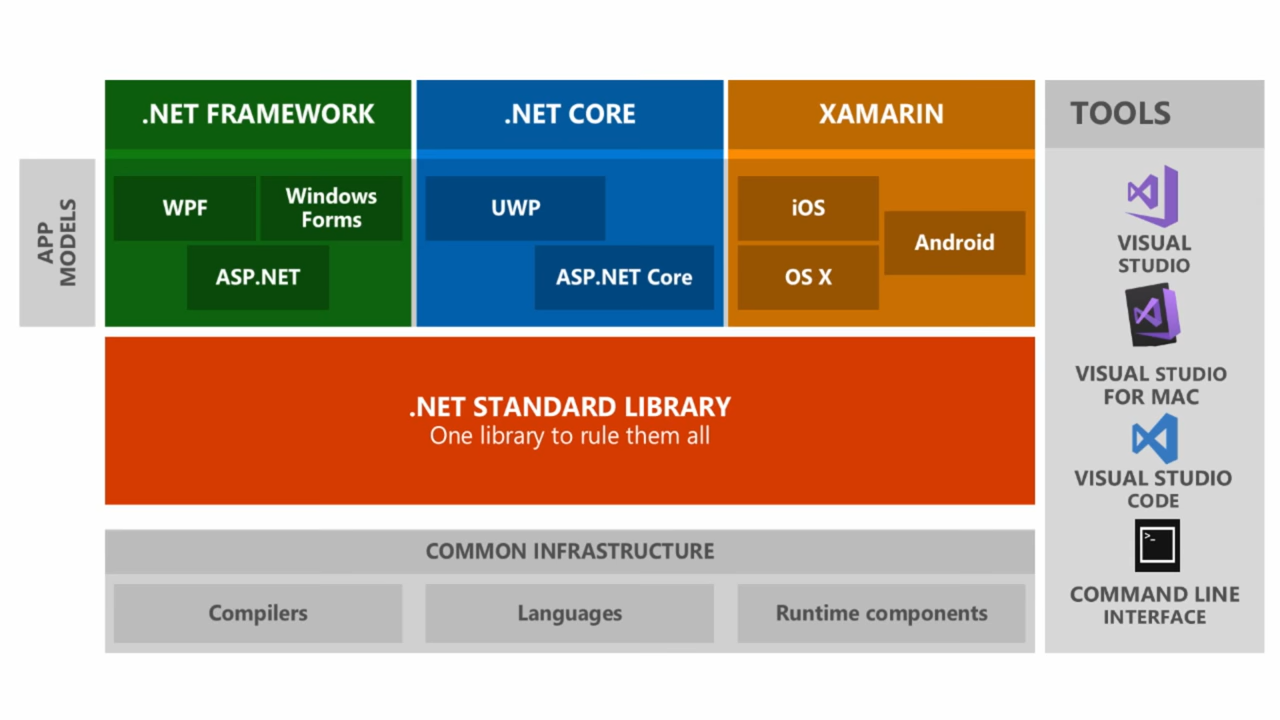 .NET FRAMEWORK
.NET CORE
XAMARIN
TOOLS
APP
MODELS
WPF
Windows
Forms
ASP.NET
UWP
ASP.NET Core
iOS
OS X
Android
VISUAL
STUDIO
VISUAL STUDIO
FOR MAC
VISUAL STUDIO
CODE
>_
COMMAND LINE
INTERFACE
.NET STANDARD LIBRARY
One library to rule them all
COMMON INFRASTRUCTURE
Compilers
Languages
Runtime components